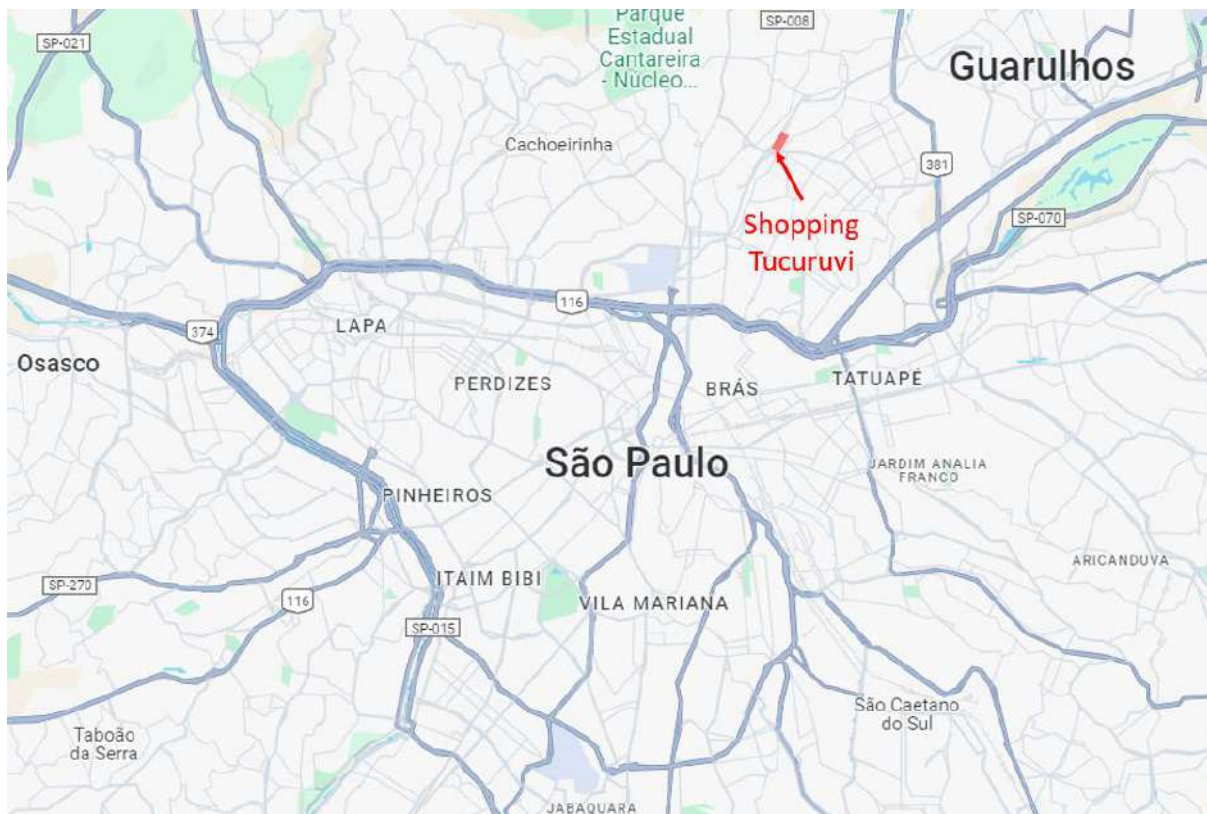 Parque
Estadual
Cantareira
- Núcleo...
SP-008
SP-021
Guarulhos
Cachoeirinha
381
Shopping
Tucuruvi
SP-070
116
374
LAPA
Osasco
PERDIZES
BRÁS
TATUAPÉ
São Paulo
JARDIM ANALIA
FRANCO
PINHEIROS
ARICANDUVA
SP-270
ITAIM BIBI
116
VILA MARIANA
SP-015
São Caetano
do Sul
Taboão
da Serra
JABAQUARA